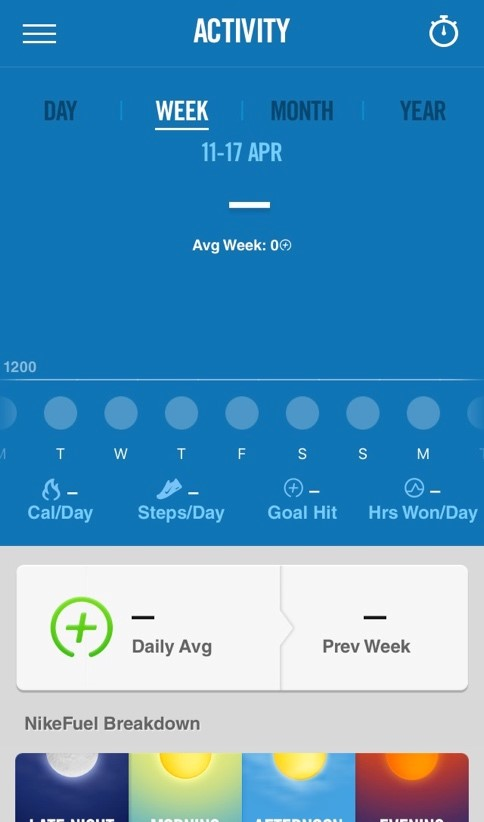 ACTIVITY
DAY WEEK MONTH YEAR
11-17 APR
Avg Week: 0
1200
M T W T F S S M T
– – – –
Cal/Day Steps/Day Goal Hit Hrs Won/Day
— —
Daily Avg Prev Week
NikeFuel Breakdown
LATE NIGHT MORNING AFTERNOON EVENING